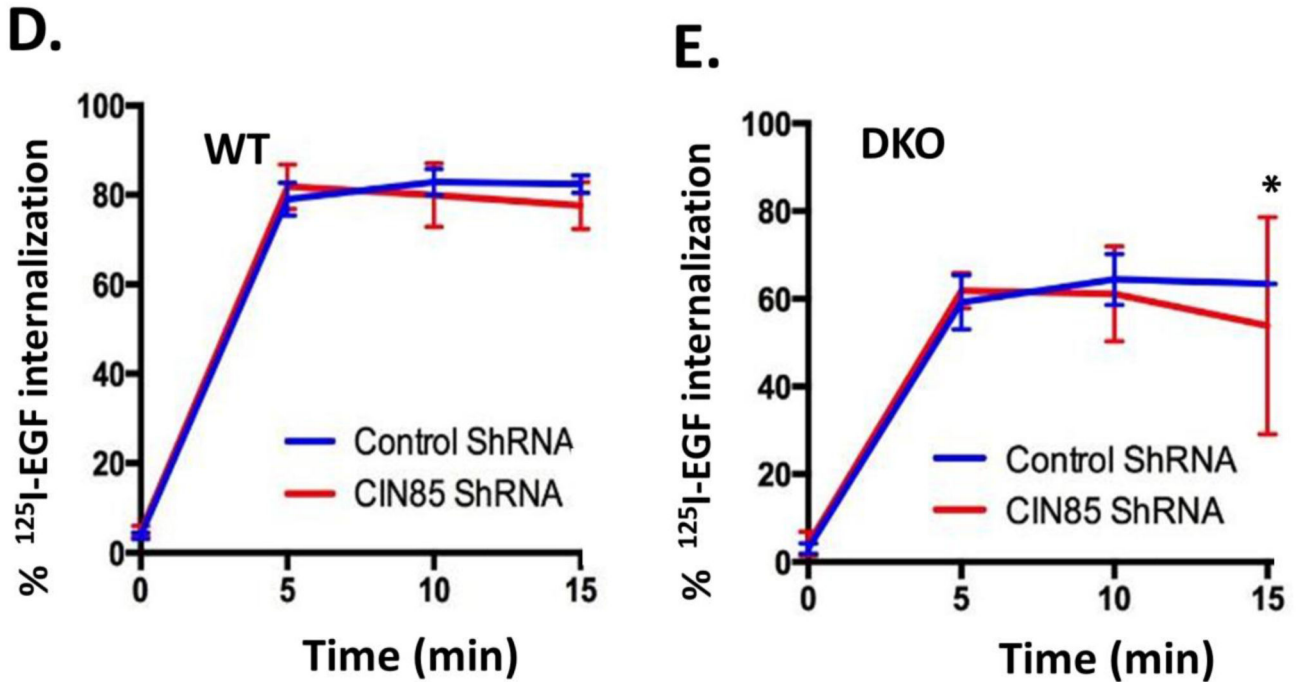 D.
% ¹²⁵I-EGF internalization
100
80
60
40
20
0
WT
Control ShRNA
CIN85 ShRNA
0 5 10 15
Time (min)
E.
% ¹²⁵I-EGF internalization
100
80
60
40
20
0
DKO
*
Control ShRNA
CIN85 ShRNA
0 5 10 15
Time (min)